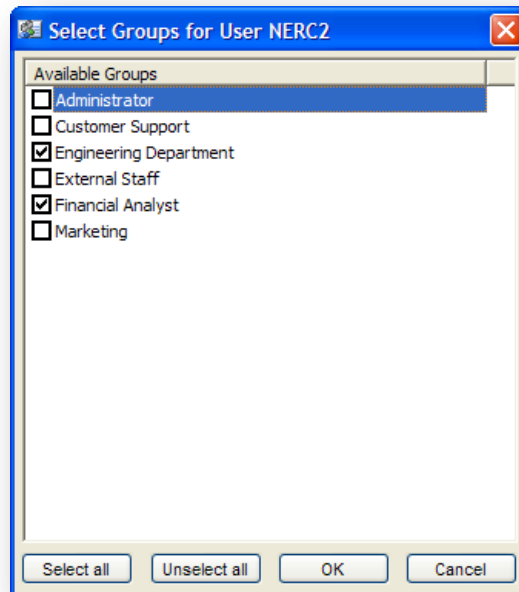 Select Groups for User NERC2
Available Groups
Administrator
Customer Support
Engineering Department
External Staff
Financial Analyst
Marketing
Select all Unselect all OK Cancel